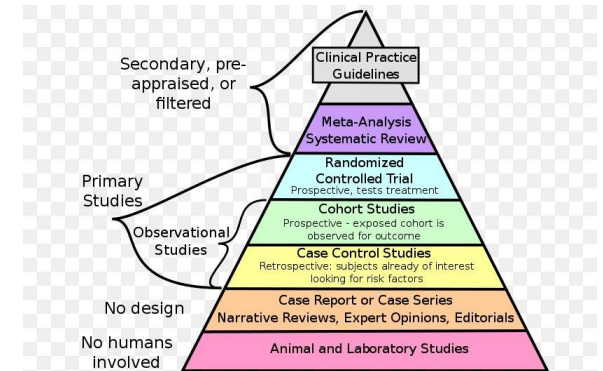 Secondary, pre-
appraised, or
filtered
Clinical Practice
Guidelines
Meta-Analysis
Systematic Review
Primary
Studies
Randomized
Controlled Trial
Prospective, tests treatment
Observational
Studies
Cohort Studies
Prospective - exposed cohort is
observed for outcome
Case Control Studies
Retrospective: subjects already of interest
looking for risk factors
No design
Case Report or Case Series
Narrative Reviews, Expert Opinions, Editorials
No humans
involved
Animal and Laboratory Studies